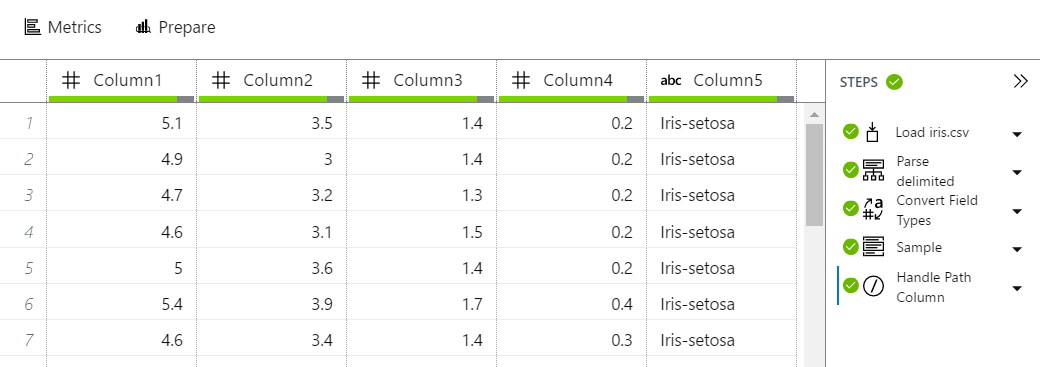 Metrics Prepare
# Column1 # Column2 # Column3 # Column4 abc Column5
1 5.1 3.5 1.4 0.2 Iris-setosa
2 4.9 3 1.4 0.2 Iris-setosa
3 4.7 3.2 1.3 0.2 Iris-setosa
4 4.6 3.1 1.5 0.2 Iris-setosa
5 5 3.6 1.4 0.2 Iris-setosa
6 5.4 3.9 1.7 0.4 Iris-setosa
7 4.6 3.4 1.4 0.3 Iris-setosa
STEPS
Load iris.csv
Parse
delimited
Convert Field
Types
Sample
Handle Path
Column